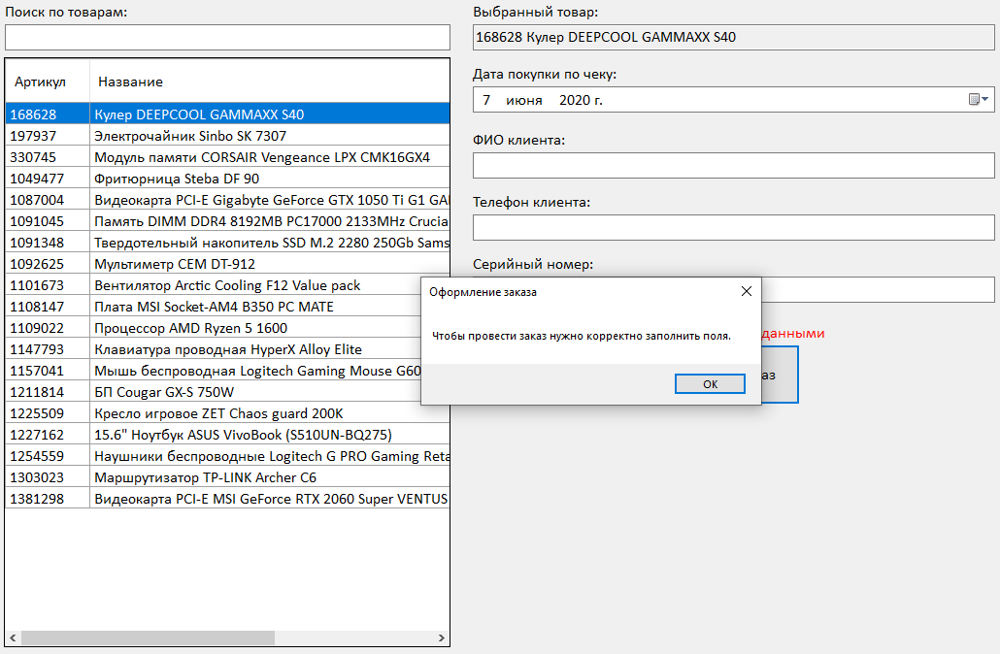 Поиск по товарам:
Артикул Название
168628 Кулер DEEPCOOL GAMMAXX S40
197937 Электрочайник Sinbo SK 7307
330745 Модуль памяти CORSAIR Vengeance LPX CMK16GX4
1049477 Фритюрница Steba DF 90
1087004 Видеокарта PCI-E Gigabyte GeForce GTX 1050 Ti G1 GA
1091045 Память DIMM DDR4 8192MB PC17000 2133MHz Crucia
1091348 Твердотельный накопитель SSD M.2 2280 250Gb Sams
1092625 Мультиметр CEM DT-912
1101673 Вентилятор Arctic Cooling F12 Value pack
1108147 Плата MSI Socket-AM4 B350 PC MATE
1109022 Процессор AMD Ryzen 5 1600
1147793 Клавиатура проводная HyperX Alloy Elite
1157041 Мышь беспроводная Logitech Gaming Mouse G60
1211814 БП Cougar GX-S 750W
1225509 Кресло игровое ZET Chaos guard 200K
1227162 15.6" Ноутбук ASUS VivoBook (S510UN-BQ275)
1254559 Наушники беспроводные Logitech G PRO Gaming Reta
1303023 Маршрутизатор TP-LINK Archer C6
1381298 Видеокарта PCI-E MSI GeForce RTX 2060 Super VENTUS
Выбранный товар:
168628 Кулер DEEPCOOL GAMMAXX S40
Дата покупки по чеку:
7 июня 2020 г.
ФИО клиента:
Телефон клиента:
Серийный номер:
данными
аз
Оформление заказа
Чтобы провести заказ нужно корректно заполнить поля.
OK